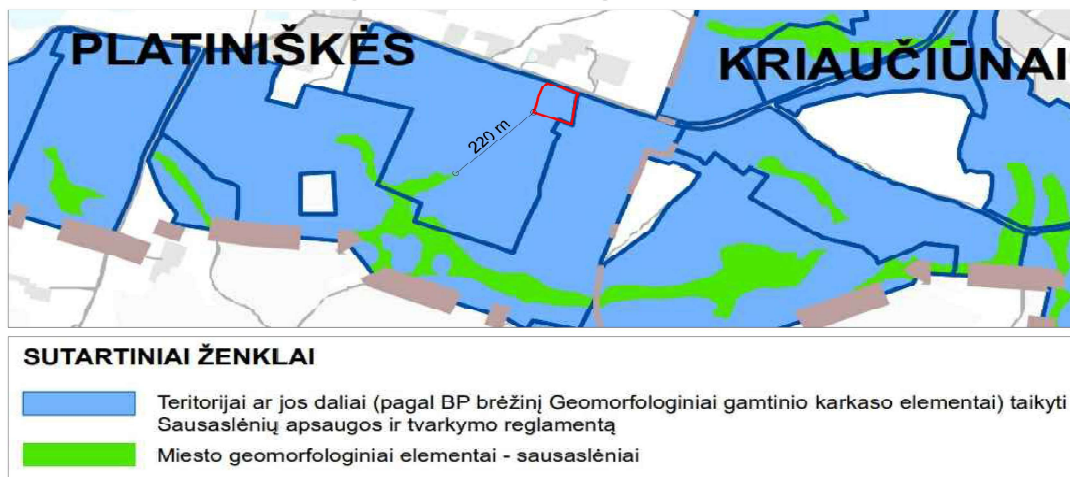 PLATINIŠKĖS
KRIAUČIŪNAI
220 m
SUTARTINIAI ŽENKLAI
Teritorijai ar jos daliai (pagal BP brėžinį Geomorfologiniai gamtinio karkaso elementai) taikyti
Sausaslėnių apsaugos ir tvarkymo reglamentą
Miesto geomorfologiniai elementai - sausaslėniai